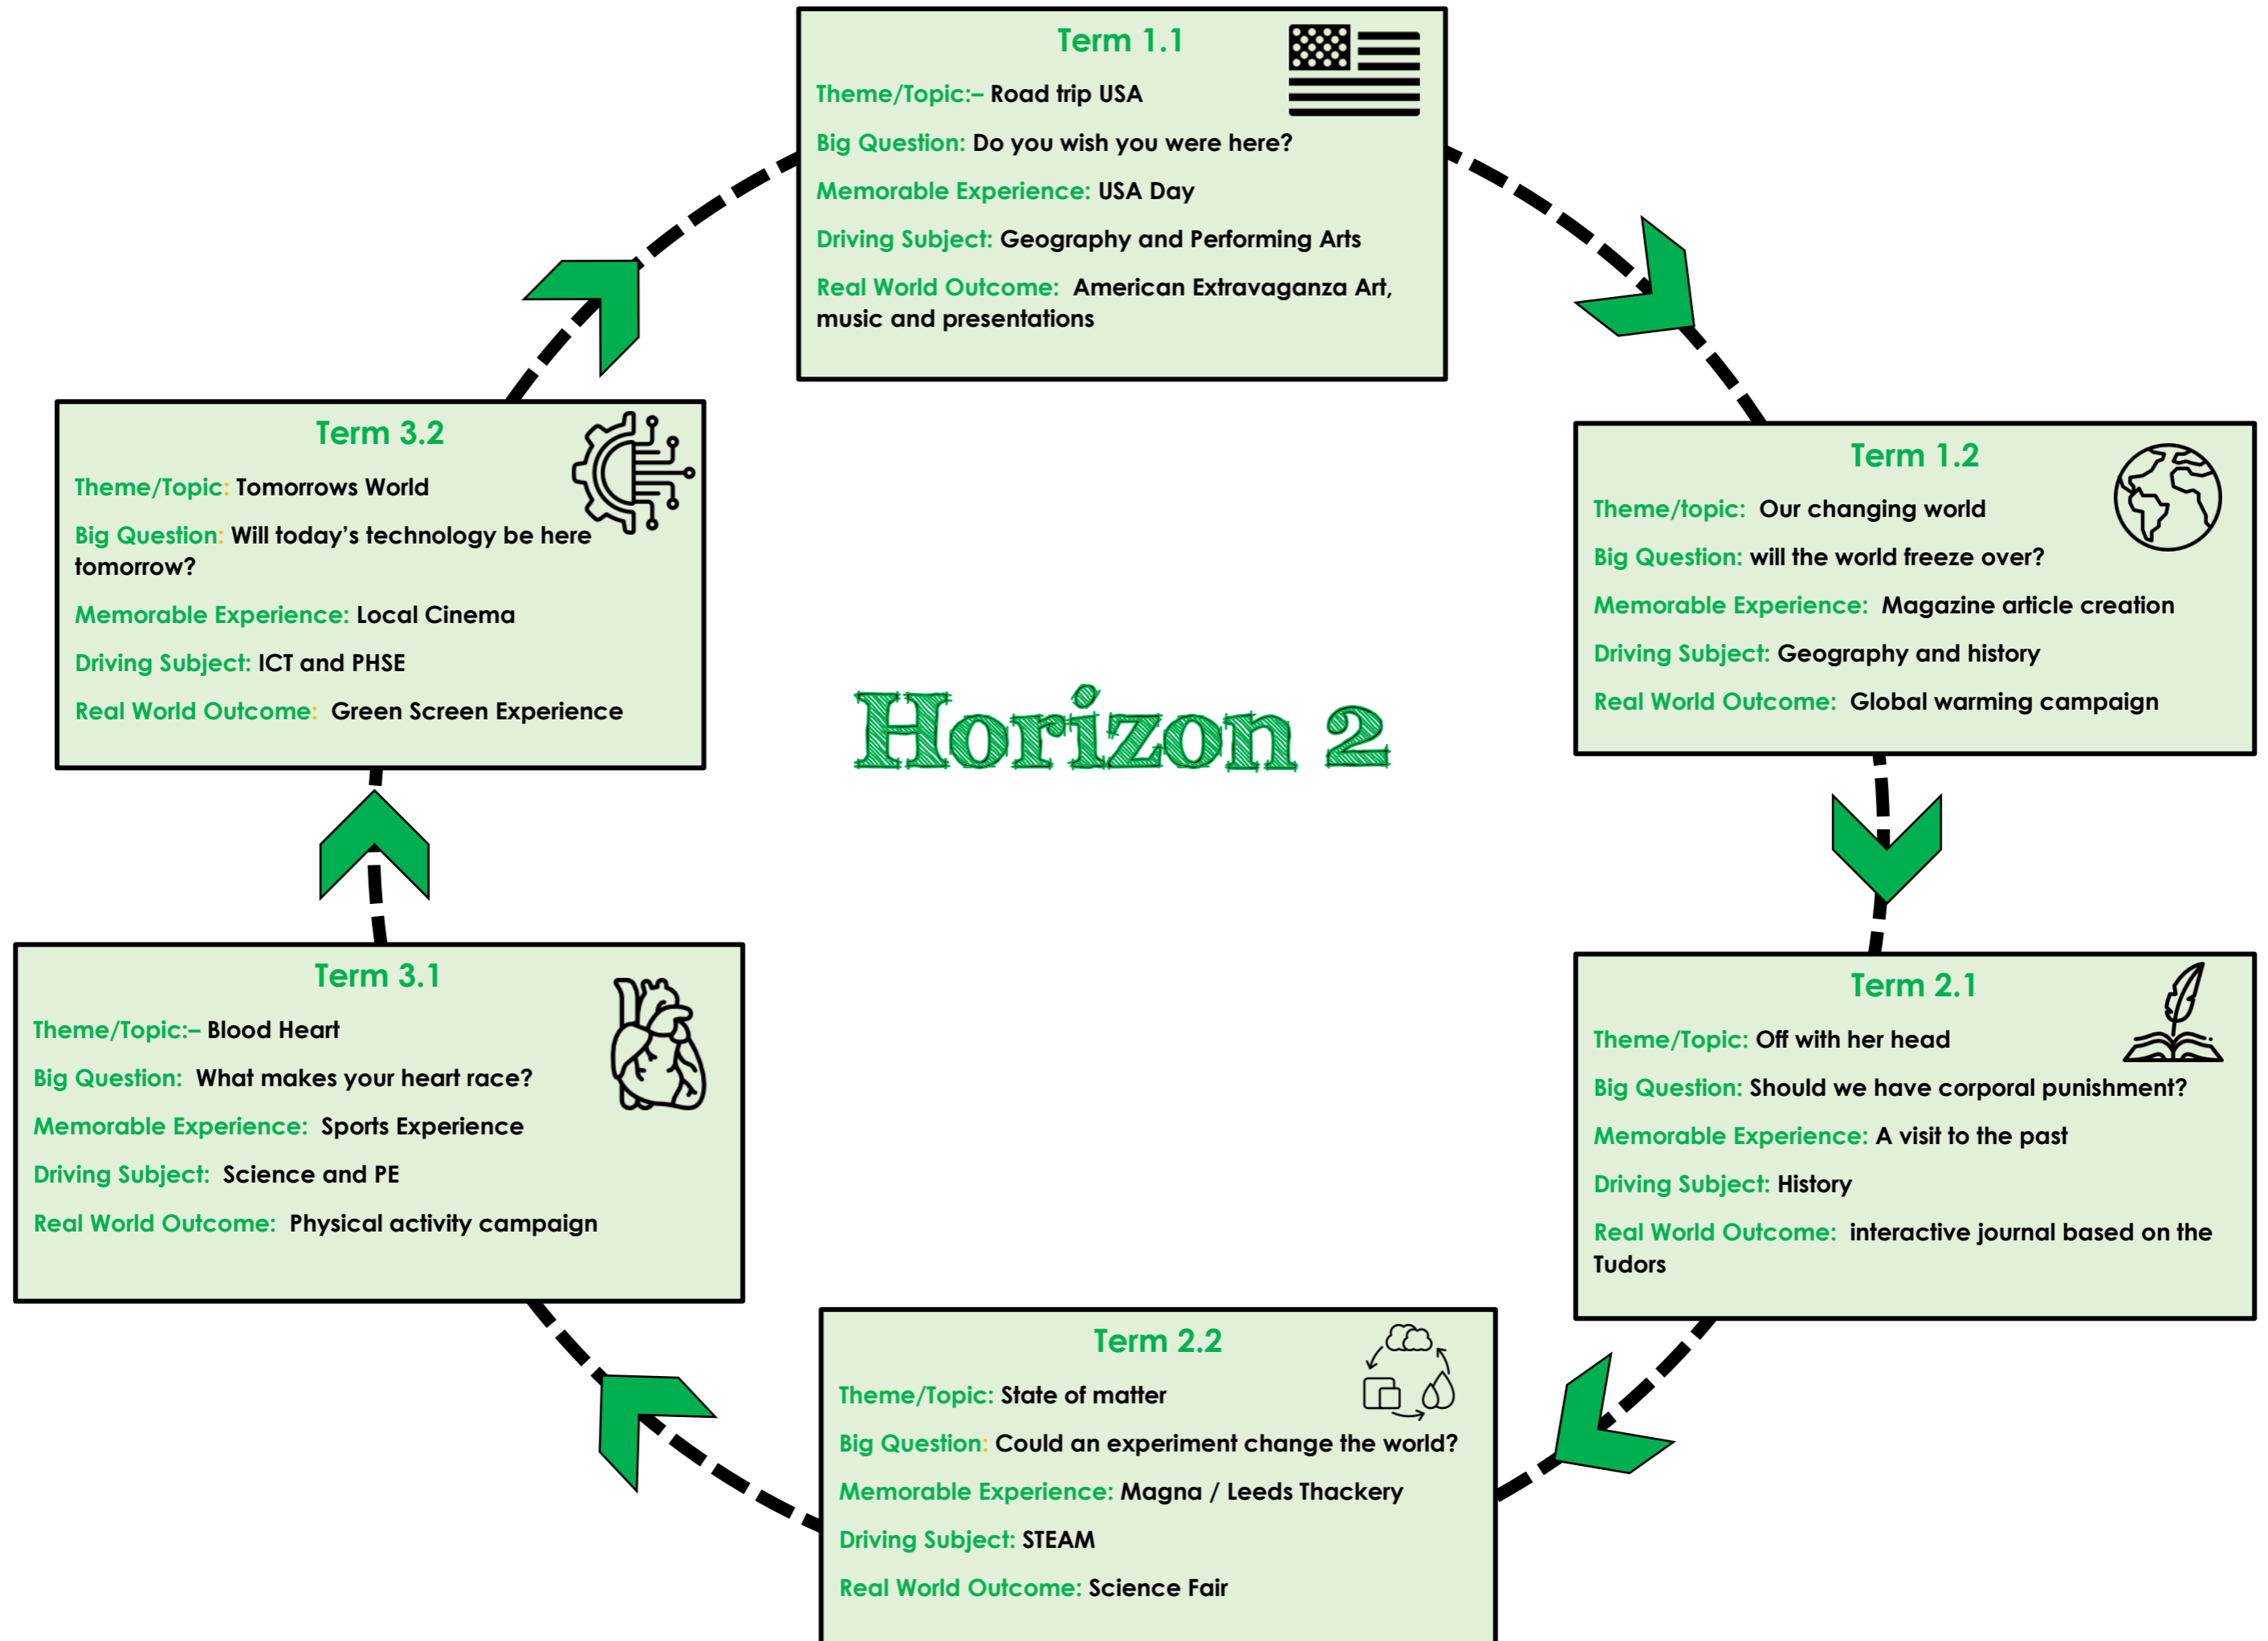 Term 1.1
Theme/Topic:– Road trip USA
Big Question: Do you wish you were here?
Memorable Experience: USA Day
Driving Subject: Geography and Performing Arts
Real World Outcome: American Extravaganza Art,
music and presentations
Term 1.2
Theme/topic: Our changing world
Big Question: will the world freeze over?
Memorable Experience: Magazine article creation
Driving Subject: Geography and history
Real World Outcome: Global warming campaign
Term 2.1
Theme/Topic: Off with her head
Big Question: Should we have corporal punishment?
Memorable Experience: A visit to the past
Driving Subject: History
Real World Outcome: interactive journal based on the
Tudors
Term 2.2
Theme/Topic: State of matter
Big Question: Could an experiment change the world?
Memorable Experience: Magna / Leeds Thackery
Driving Subject: STEAM
Real World Outcome: Science Fair
Term 3.1
Theme/Topic:– Blood Heart
Big Question: What makes your heart race?
Memorable Experience: Sports Experience
Driving Subject: Science and PE
Real World Outcome: Physical activity campaign
Term 3.2
Theme/Topic: Tomorrows World
Big Question: Will today’s technology be here
tomorrow?
Memorable Experience: Local Cinema
Driving Subject: ICT and PHSE
Real World Outcome: Green Screen Experience
Horizon 2